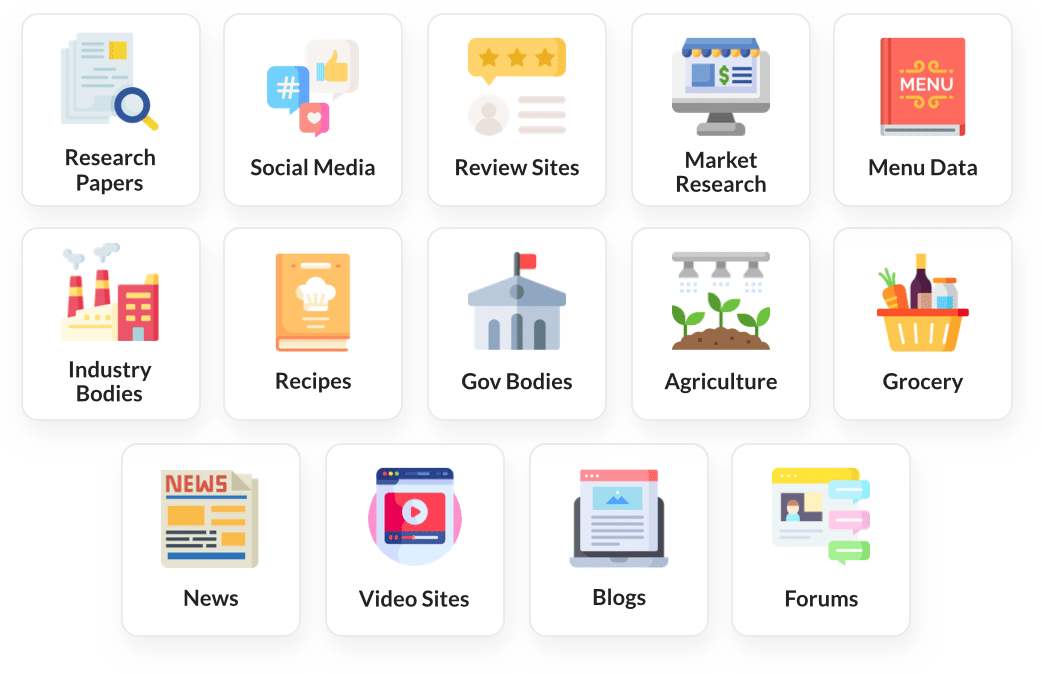 Research
Papers
#
Social Media
Review Sites
$
Market
Research
MENU
Menu Data
Industry
Bodies
Recipes
Gov Bodies
Agriculture
Grocery
NEWS
News
Video Sites
Blogs
Forums